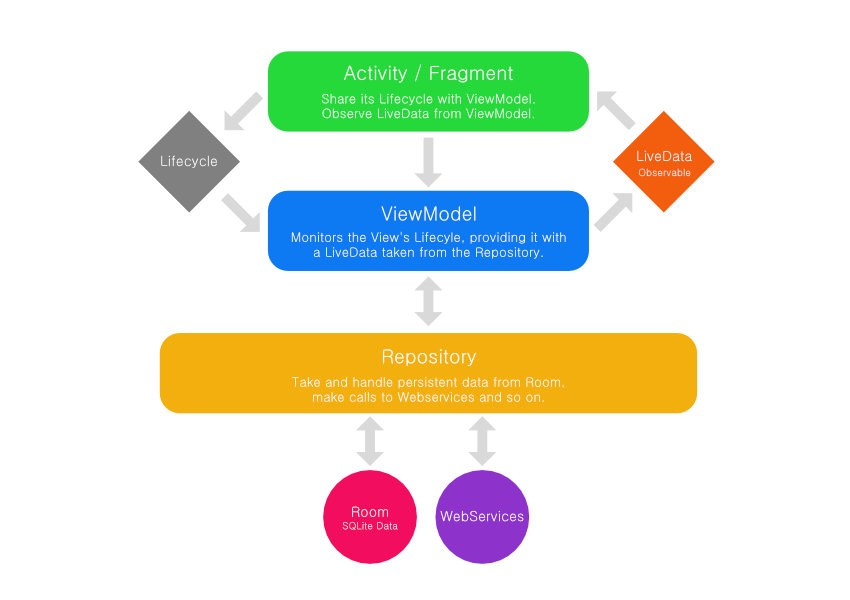 Activity / Fragment
Share its Lifecycle with ViewModel.
Observe LiveData from ViewModel.
Lifecycle
LiveData
Observable
ViewModel
Monitors the View's Lifecyle, providing it with
a LiveData taken from the Repository.
Repository
Take and handle persistent data from Room,
make calls to Webservices and so on.
Room
SQLite Data
WebServices